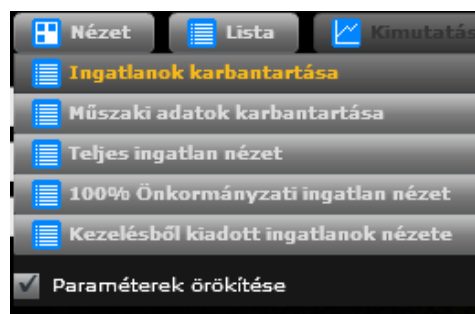 Nézet Lista Kimutatás
Ingatlanok karbantartása
Műszaki adatok karbantartása
Teljes ingatlan nézet
100% Önkormányzati ingatlan nézet
Kezelésből kiadott ingatlanok nézete
Paraméterek örökítése